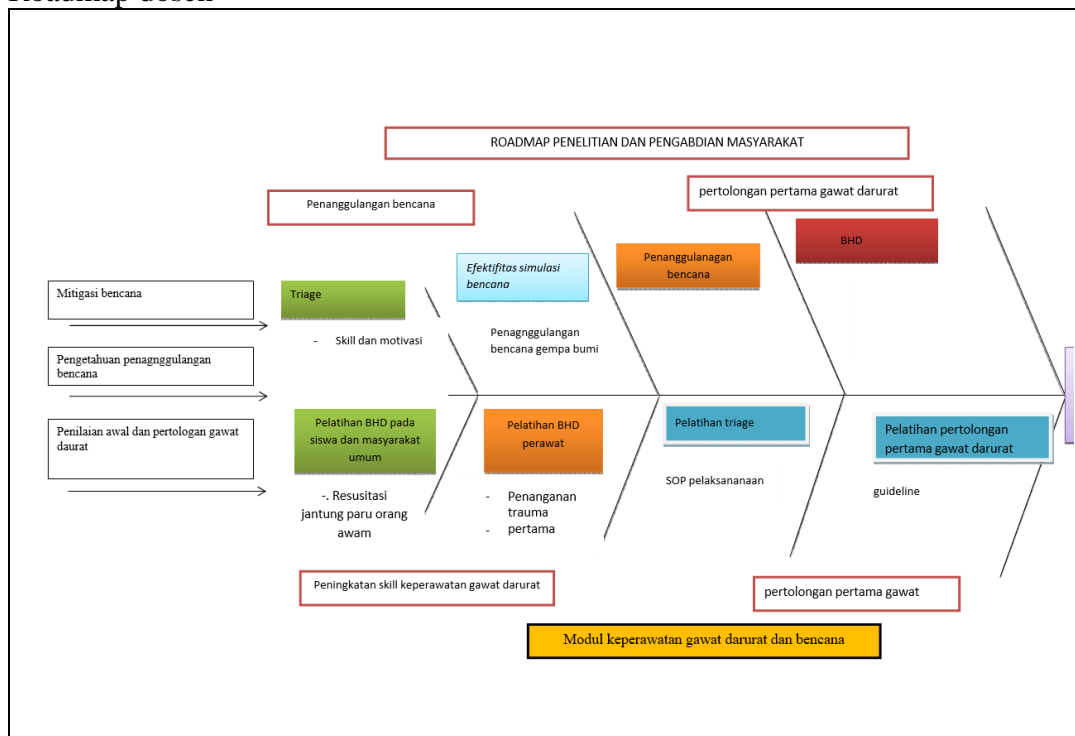 Roadmap dosen
ROADMAP PENELITIAN DAN PENGABDIAN MASYARAKAT
Penanggulangan bencana
pertolongan pertama gawat darurat
Mitigasi bencana
Triage
- Skill dan motivasi
Efektifitas simulasi
bencana
Penagnggulangan
bencana gempa bumi
Penanggulanagan
bencana
BHD
Pengetahuan penagnggulangan
bencana
Penilaian awal dan pertologan gawat
daurat
Pelatihan BHD pada
siswa dan masyarakat
umum
-. Resusitasi
jantung paru orang
awam
Pelatihan BHD
perawat
- Penanganan
trauma
- pertama
Pelatihan triage
SOP pelaksananaan
Pelatihan pertolongan
pertama gawat darurat
guideline
Peningkatan skill keperawatan gawat darurat
pertolongan pertama gawat
Modul keperawatan gawat darurat dan bencana